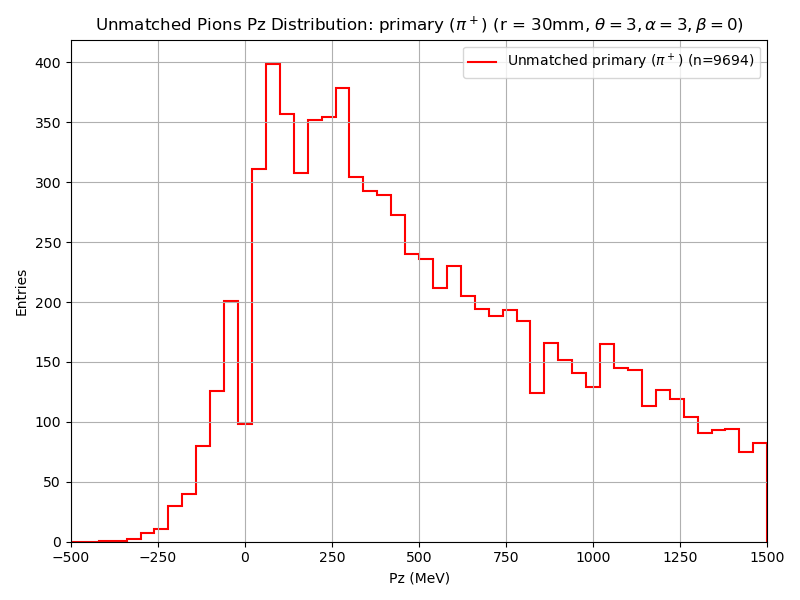 Unmatched Pions Pz Distribution: primary (π⁺) (r = 30mm, θ = 3, α = 3, β = 0)
Unmatched primary (π⁺) (n=9694)
400
350
300
250
200
150
100
50
0
Entries
−500 −250 0 250 500 750 1000 1250 1500
Pz (MeV)